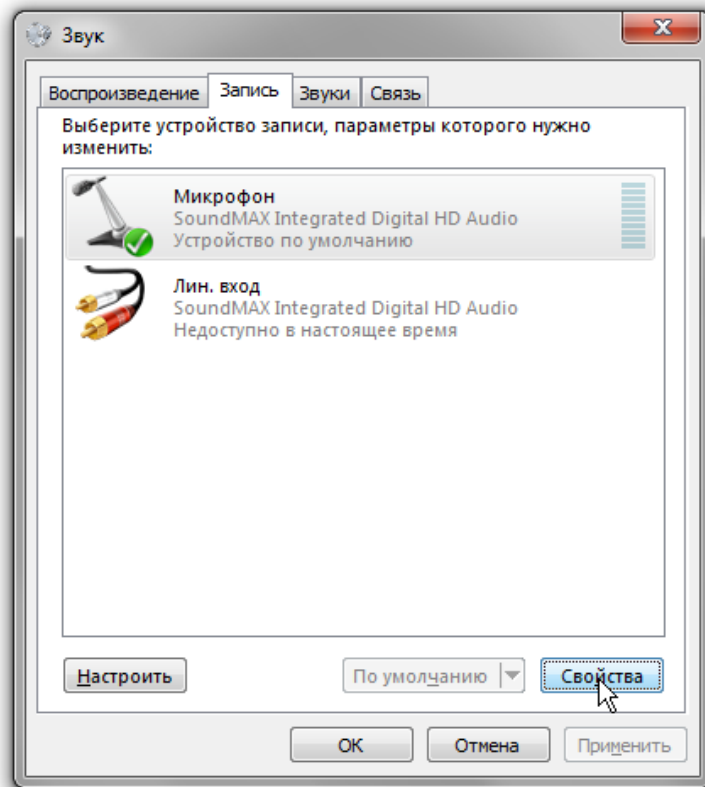 Звук
Воспроизведение Запись Звуки Связь
Выберите устройство записи, параметры которого нужно
изменить:
Микрофон
SoundMAX Integrated Digital HD Audio
Устройство по умолчанию
Лин. вход
SoundMAX Integrated Digital HD Audio
Недоступно в настоящее время
Настроить По умолчанию Свойства
ОК Отмена Применить